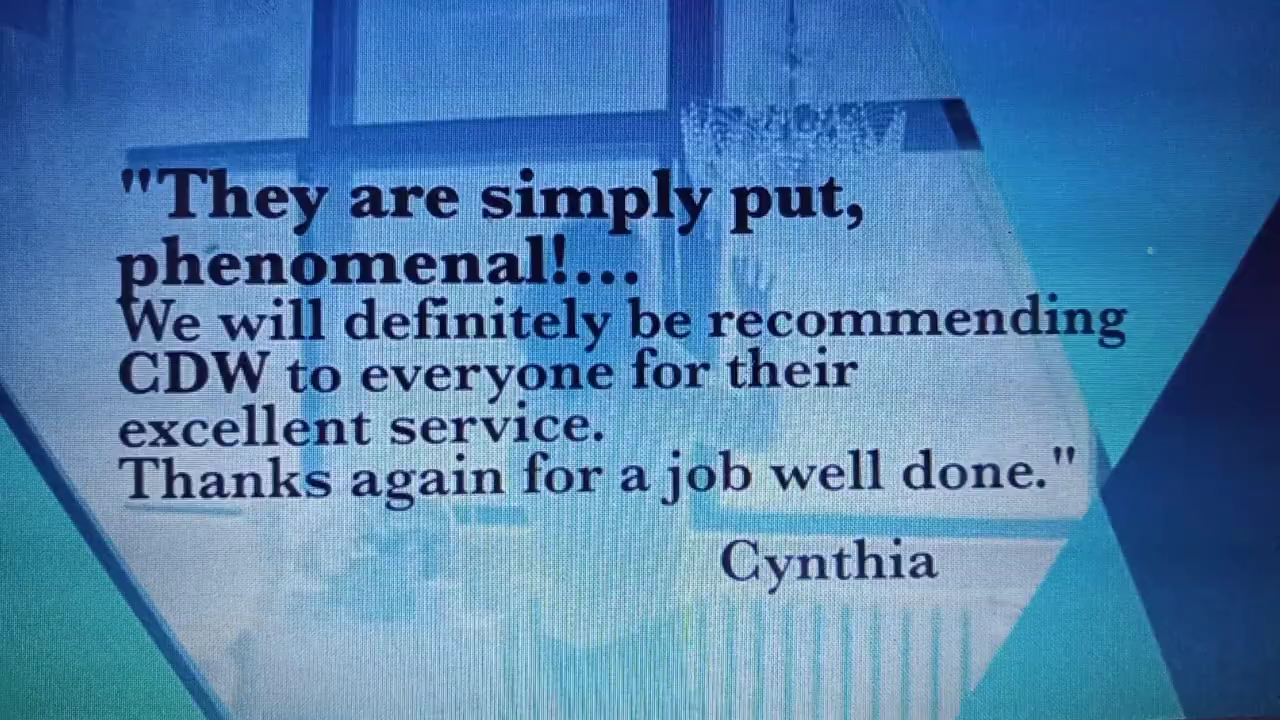 "They are simply put,
phenomenal!...
We will definitely be recommending
CDW to everyone for their
excellent service.
Thanks again for a job well done."
Cynthia